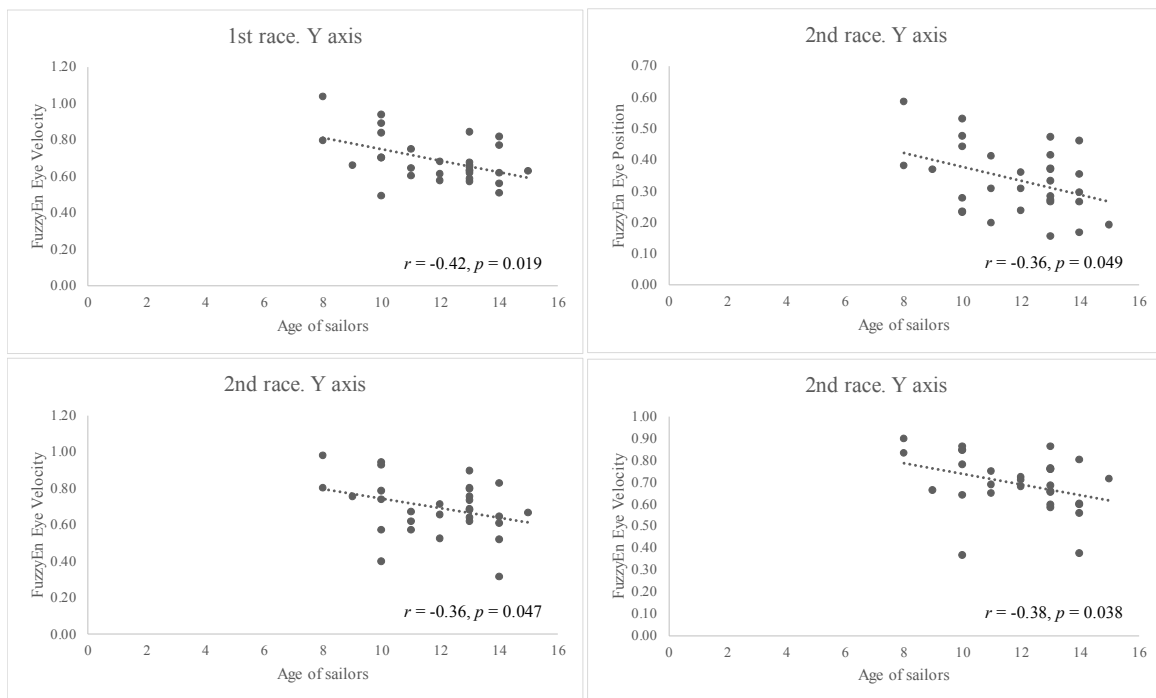 1st race. Y axis
FuzzyEn Eye Velocity
1.20
1.00
0.80
0.60
0.40
0.20
0.00
r = -0.42, p = 0.019
0 2 4 6 8 10 12 14 16
Age of sailors
2nd race. Y axis
FuzzyEn Eye Position
0.70
0.60
0.50
0.40
0.30
0.20
0.10
0.00
r = -0.36, p = 0.049
0 2 4 6 8 10 12 14 16
Age of sailors
2nd race. Y axis
FuzzyEn Eye Velocity
1.20
1.00
0.80
0.60
0.40
0.20
0.00
r = -0.36, p = 0.047
0 2 4 6 8 10 12 14 16
Age of sailors
2nd race. Y axis
FuzzyEn Eye Velocity
1.00
0.90
0.80
0.70
0.60
0.50
0.40
0.30
0.20
0.10
0.00
r = -0.38, p = 0.038
0 2 4 6 8 10 12 14 16
Age of sailors